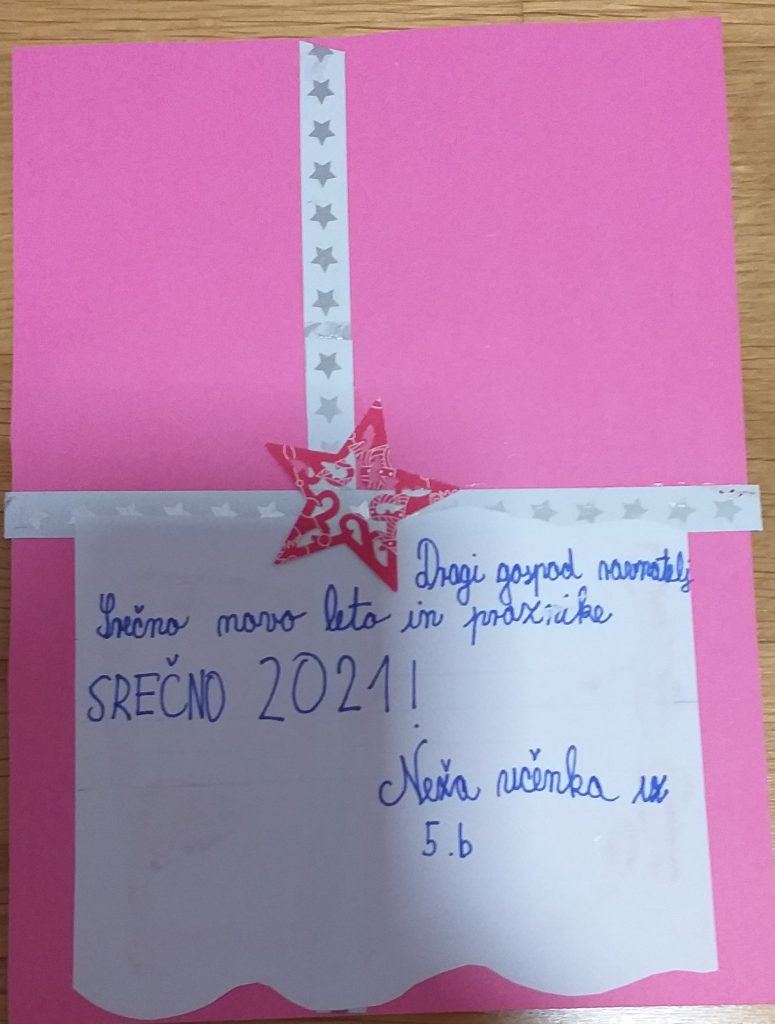 Dragi gospod ravnatelj
Srečno novo leto in praznike
SREČNO 2021!
Neža učenka iz
5.b